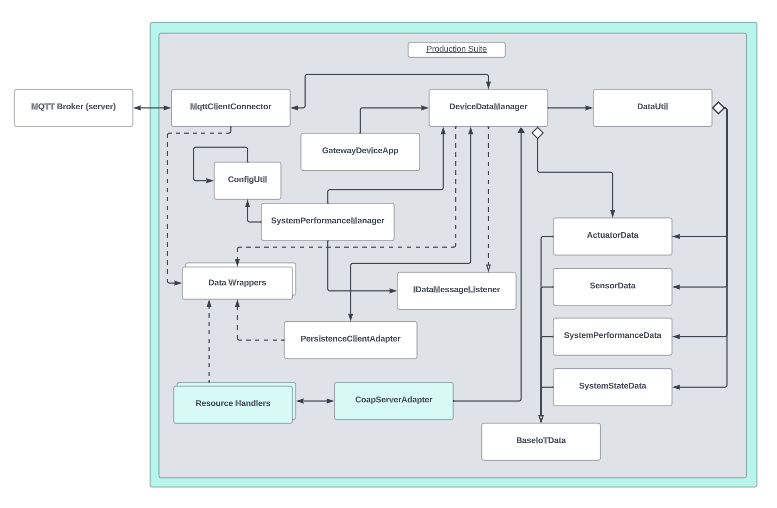 Production Suite
MQTT Broker (server)
MqttClientConnector
DeviceDataManager
DataUtil
GatewayDeviceApp
ConfigUtil
SystemPerformanceManager
ActuatorData
Data Wrappers
IDataMessageListener
SensorData
PersistenceClientAdapter
SystemPerformanceData
SystemStateData
Resource Handlers
CoapServerAdapter
BaseIoTData